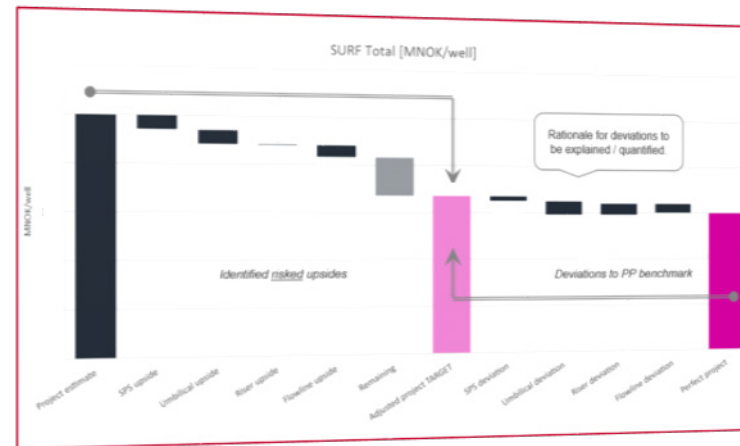 SURF Total [MNOK/well]
Rationale for deviations to
be explained / quantified.
MNOK/well
Identified risked upsides
Deviations to PP benchmark
Project estimate
SPS upside
Umbilical upside
Riser upside
Flowline upside
Remaining
Adjusted project TARGET
SPS deviation
Umbilical deviation
Riser deviation
Flowline deviation
Perfect project